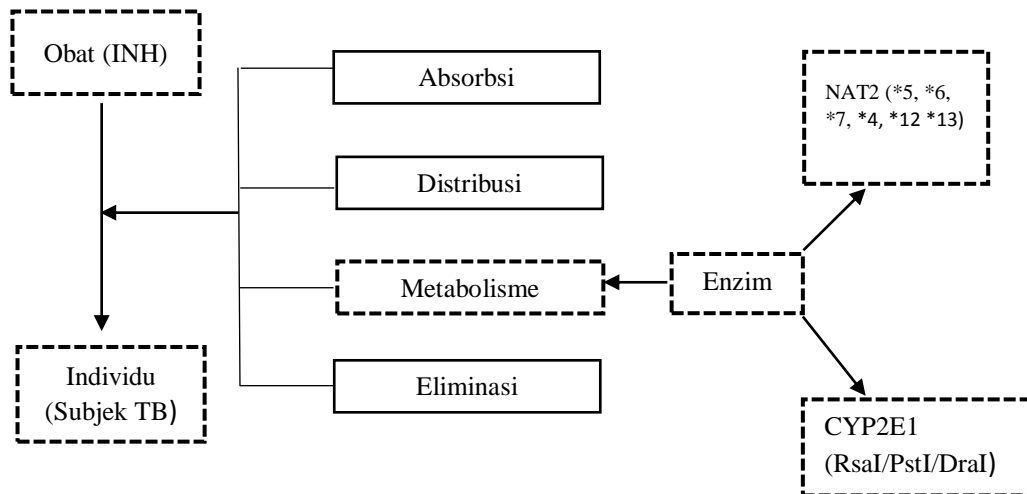 Obat (INH)
Absorbsi
NAT2 (*5, *6,
*7, *4, *12 *13)
Distribusi
Metabolisme
Enzim
Individu
(Subjek TB)
Eliminasi
CYP2E1
(RsaI/PstI/DraI)